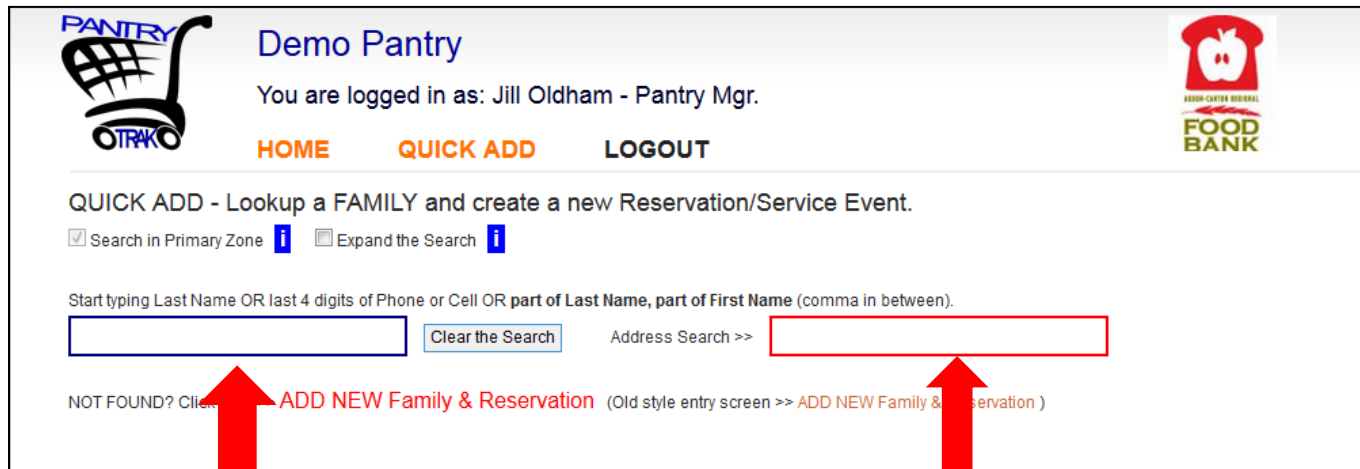 PANTRY
TRAK
Demo Pantry
You are logged in as: Jill Oldham - Pantry Mgr.
HOME QUICK ADD LOGOUT
AKRON-CANTON REGIONAL
FOOD
BANK
QUICK ADD - Lookup a FAMILY and create a new Reservation/Service Event.
Search in Primary Zone i Expand the Search i
Start typing Last Name OR last 4 digits of Phone or Cell OR part of Last Name, part of First Name (comma in between).
Clear the Search Address Search >>
NOT FOUND? ADD NEW Family & Reservation (Old style entry screen >> ADD NEW Family & )